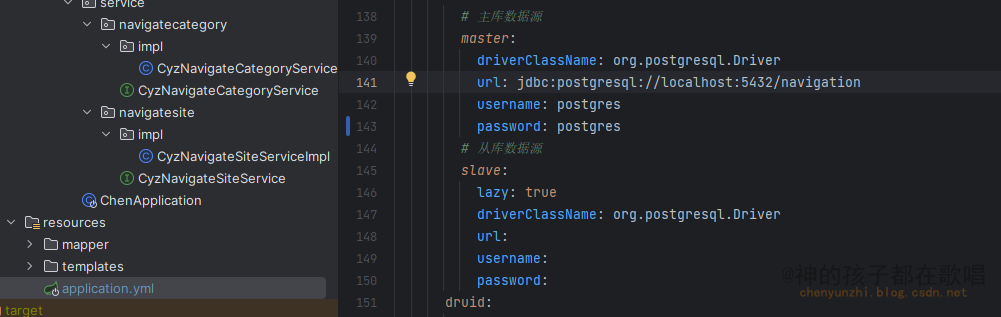 service
navigatecategory
impl
CyzNavigateCategoryService
CyzNavigateCategoryService
navigatesite
impl
CyzNavigateSiteServiceImpl
CyzNavigateSiteService
ChenApplication
resources
mapper
templates
application.yml
target
138 # 主库数据源
139 master:
140 driverClassName: org.postgresql.Driver
141 url: jdbc:postgresql://localhost:5432/navigation
142 username: postgres
143 password: postgres
144 # 从库数据源
145 slave:
146 lazy: true
147 driverClassName: org.postgresql.Driver
148 url:
149 username:
150 password:
151 druid:
@神的孩子都在歌唱
chenyunzhi.blog.csdn.net